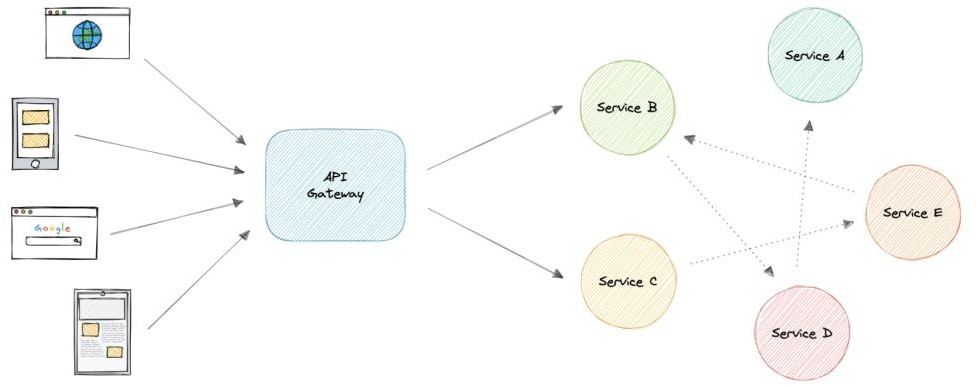 Google
API
Gateway
Service B
Service A
Service E
Service C
Service D